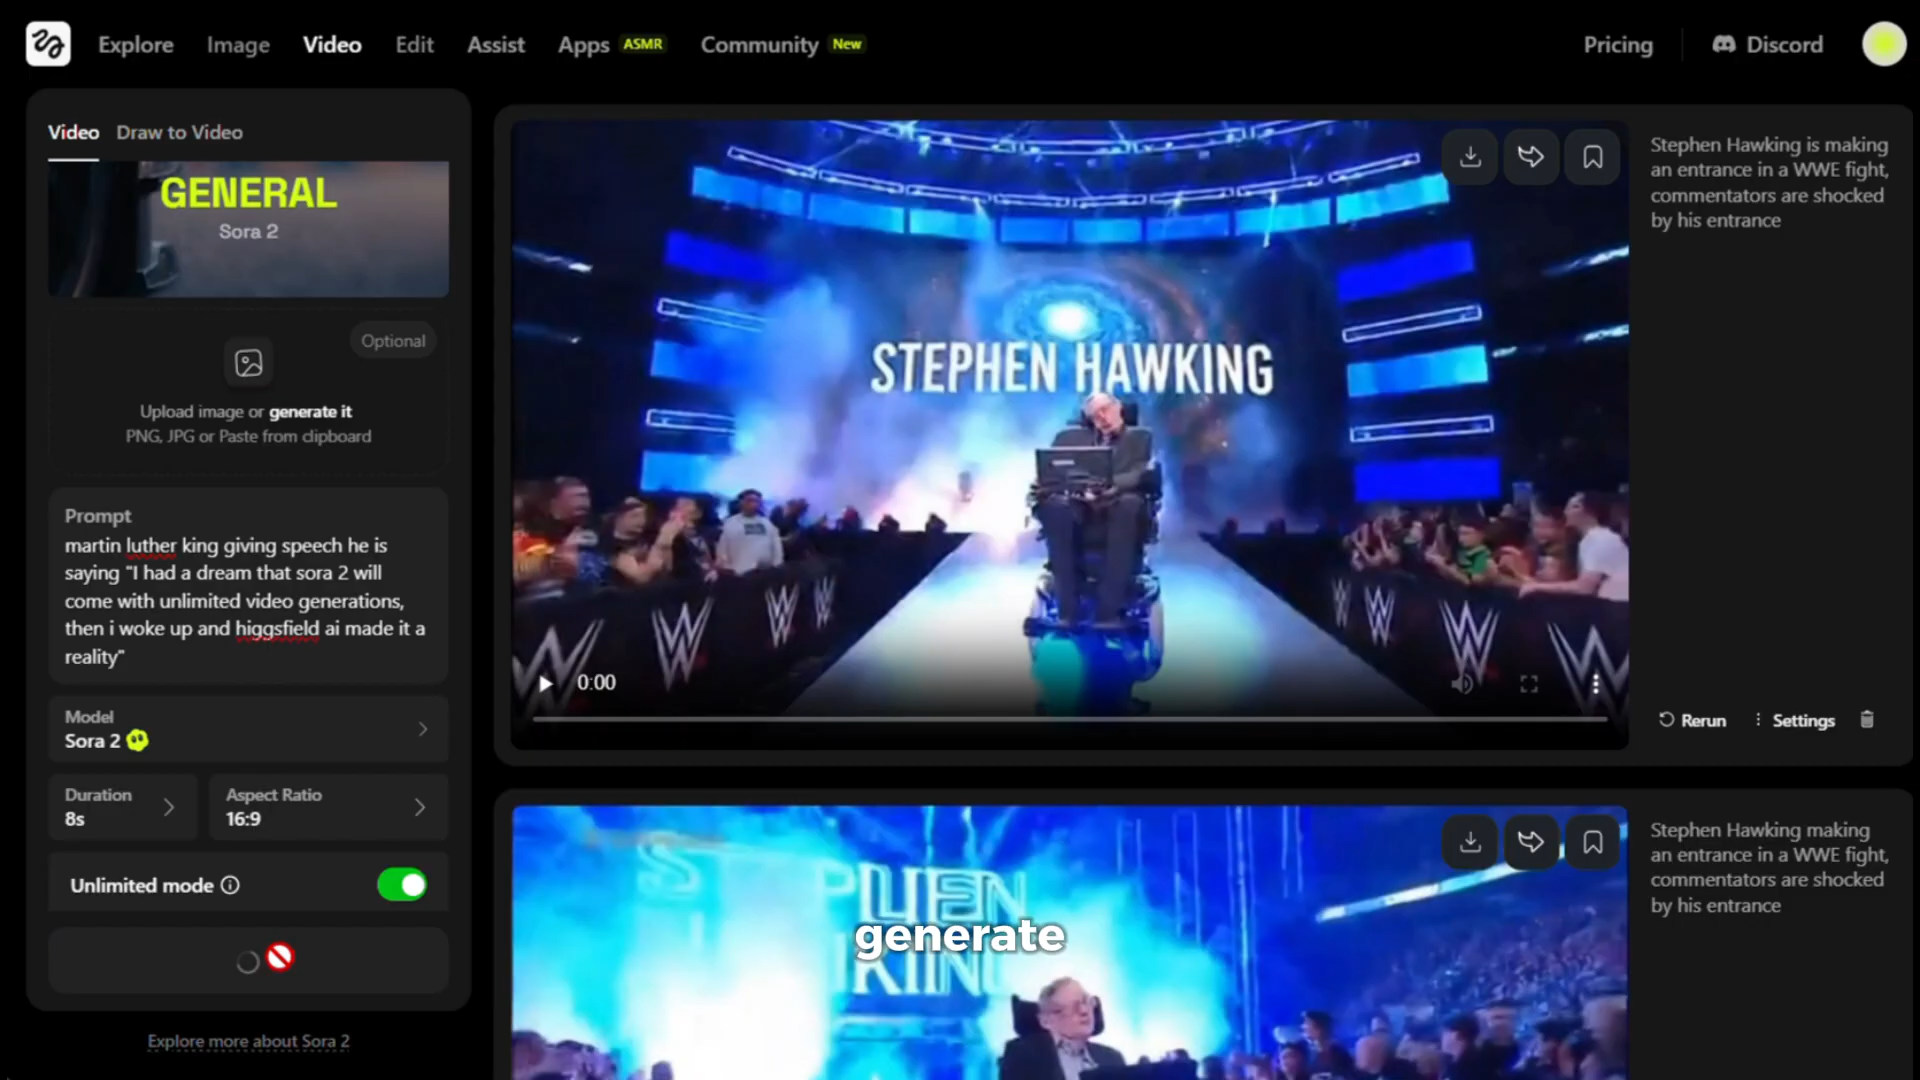 Explore Image Video Edit Assist Apps ASMR Community New Pricing Discord
Video Draw to Video
GENERAL
Sora 2
Optional
Upload image or generate it
PNG, JPG or Paste from clipboard
Prompt
martin luther king giving speech he is
saying "I had a dream that sora 2 will
come with unlimited video generations,
then i woke up and higgsfield ai made it a
reality"
Model
Sora 2
Duration
8s
Aspect Ratio
16:9
Unlimited mode
Explore more about Sora 2
STEPHEN HAWKING
W W W W W W W W
0:00
Stephen Hawking is making
an entrance in a WWE fight,
commentators are shocked
by his entrance
Rerun Settings
generate
Stephen Hawking making
an entrance in a WWE fight,
commentators are shocked
by his entrance